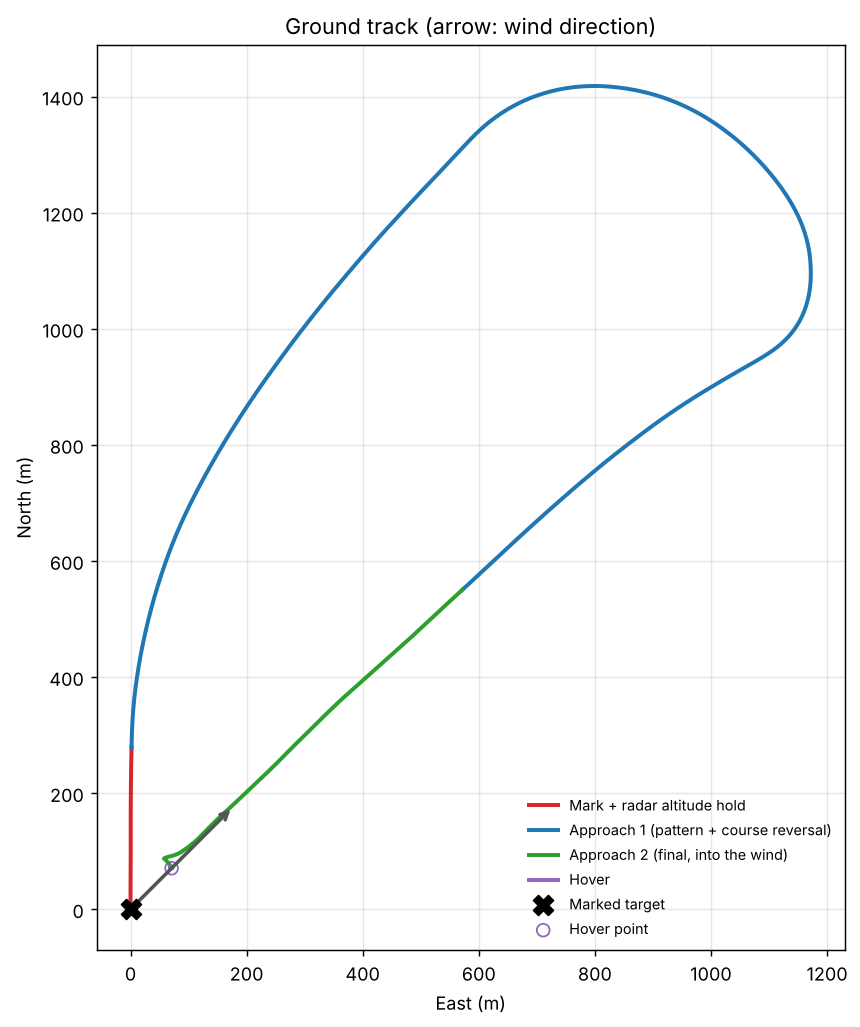 Ground track (arrow: wind direction)
1400
1200
1000
800
600
400
200
0
North (m)
Mark + radar altitude hold
Approach 1 (pattern + course reversal)
Approach 2 (final, into the wind)
Hover
Marked target
Hover point
0 200 400 600 800 1000 1200
East (m)